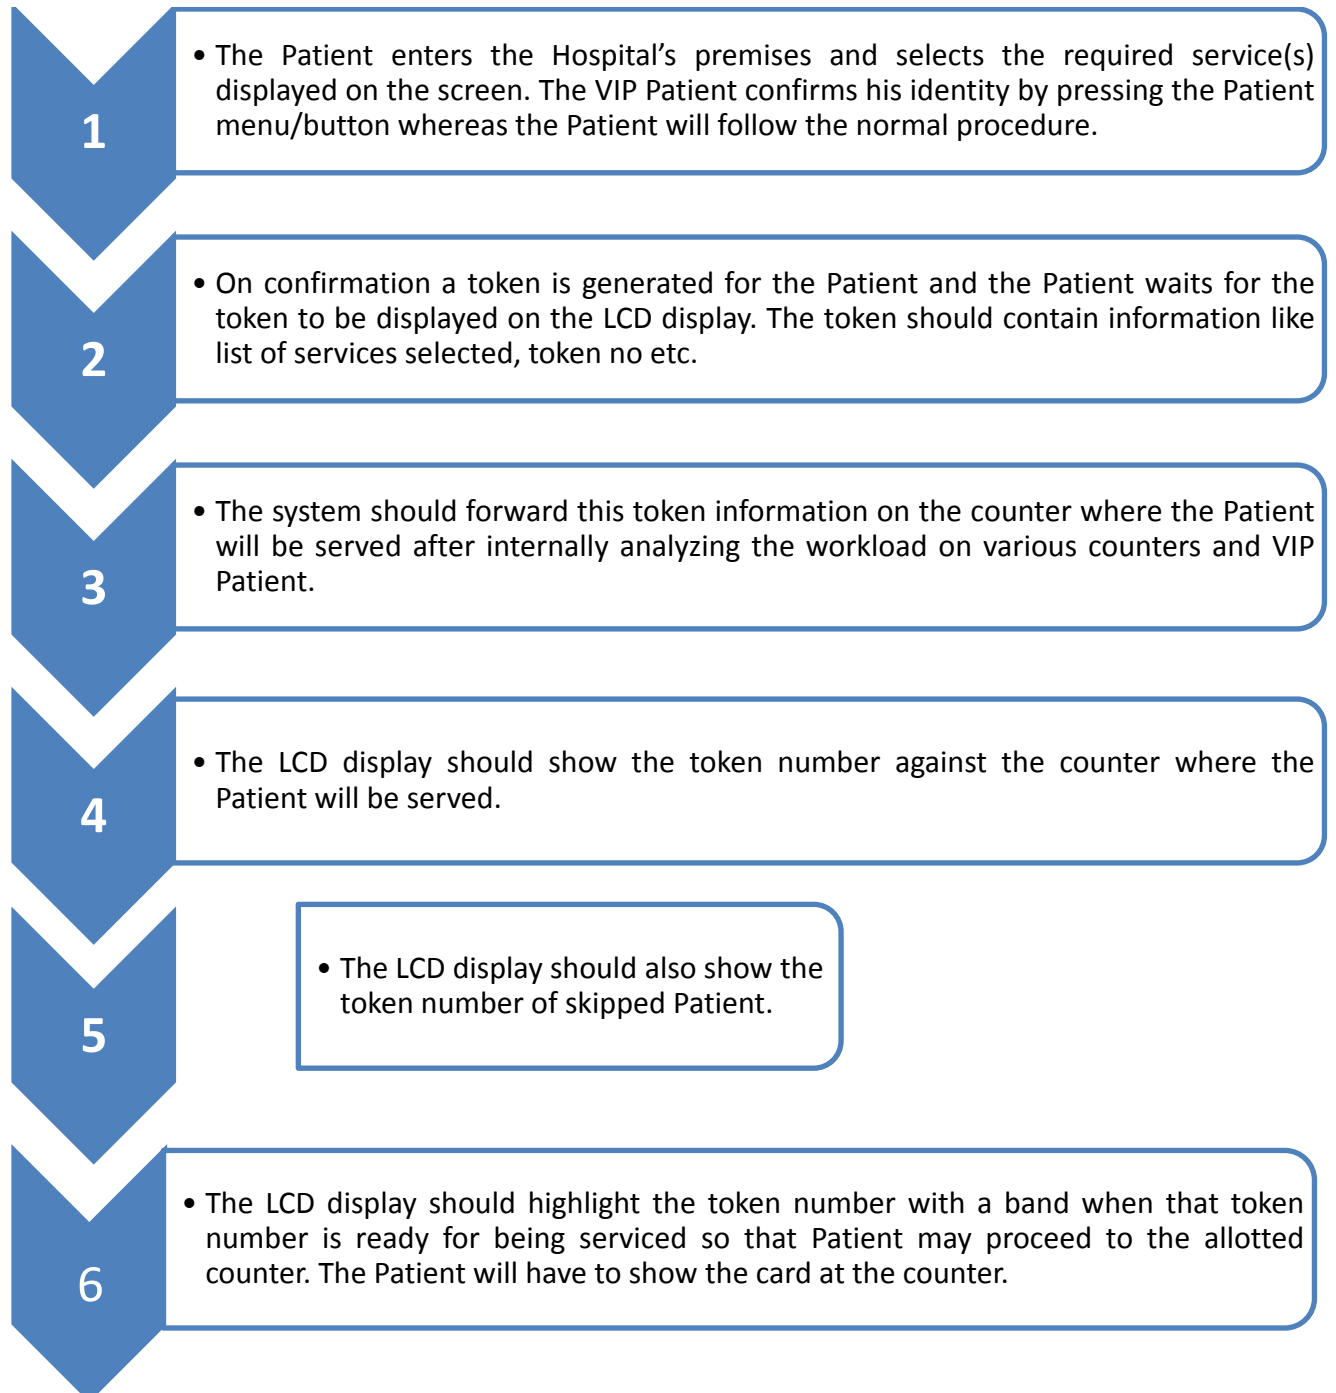 1
• The Patient enters the Hospital’s premises and selects the required service(s)
displayed on the screen. The VIP Patient confirms his identity by pressing the Patient
menu/button whereas the Patient will follow the normal procedure.
2
• On confirmation a token is generated for the Patient and the Patient waits for the
token to be displayed on the LCD display. The token should contain information like
list of services selected, token no etc.
3
• The system should forward this token information on the counter where the Patient
will be served after internally analyzing the workload on various counters and VIP
Patient.
4
• The LCD display should show the token number against the counter where the
Patient will be served.
5
• The LCD display should also show the
token number of skipped Patient.
6
• The LCD display should highlight the token number with a band when that token
number is ready for being serviced so that Patient may proceed to the allotted
counter. The Patient will have to show the card at the counter.